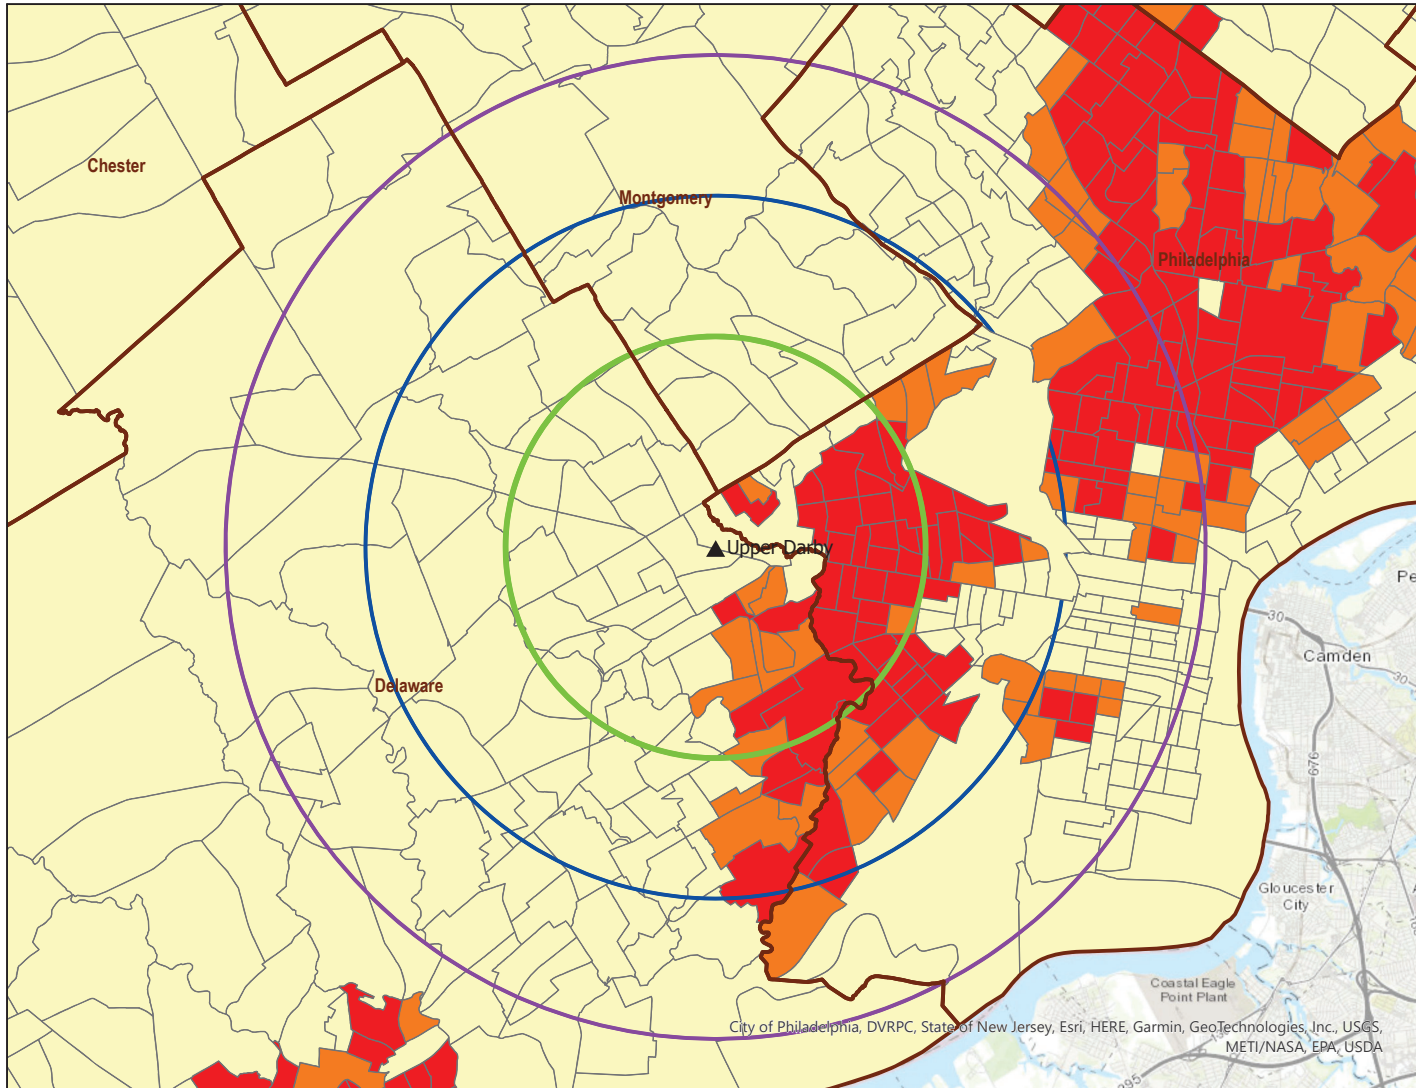 Chester
Montgomery
Philadelphia
Upper Darby
Pe
30
Camden
30
Delaware
676
Gloucester
City
A
Coastal Eagle
Point Plant
City of Philadelphia, DVRPC, State of New Jersey, Esri, HERE, Garmin, GeoTechnologies, Inc., USGS,
METI/NASA, EPA, USDA
295